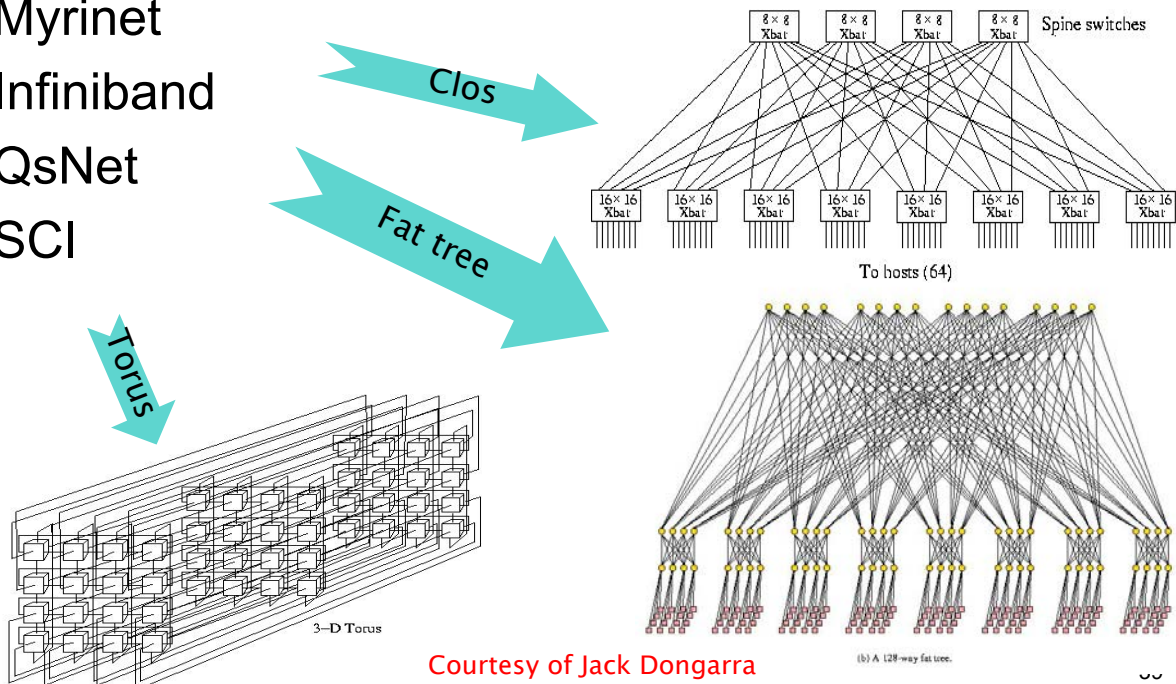 Myrinet
Infiniband
QsNet
SCI
Clos
Fat tree
Torus
8 × 8 Xbar
8 × 8 Xbar
8 × 8 Xbar
8 × 8 Xbar
Spine switches
16 × 16 Xbar
16 × 16 Xbar
16 × 16 Xbar
16 × 16 Xbar
16 × 16 Xbar
16 × 16 Xbar
16 × 16 Xbar
16 × 16 Xbar
To hosts (64)
3–D Torus
(b) A 128-way fat tree.
Courtesy of Jack Dongarra